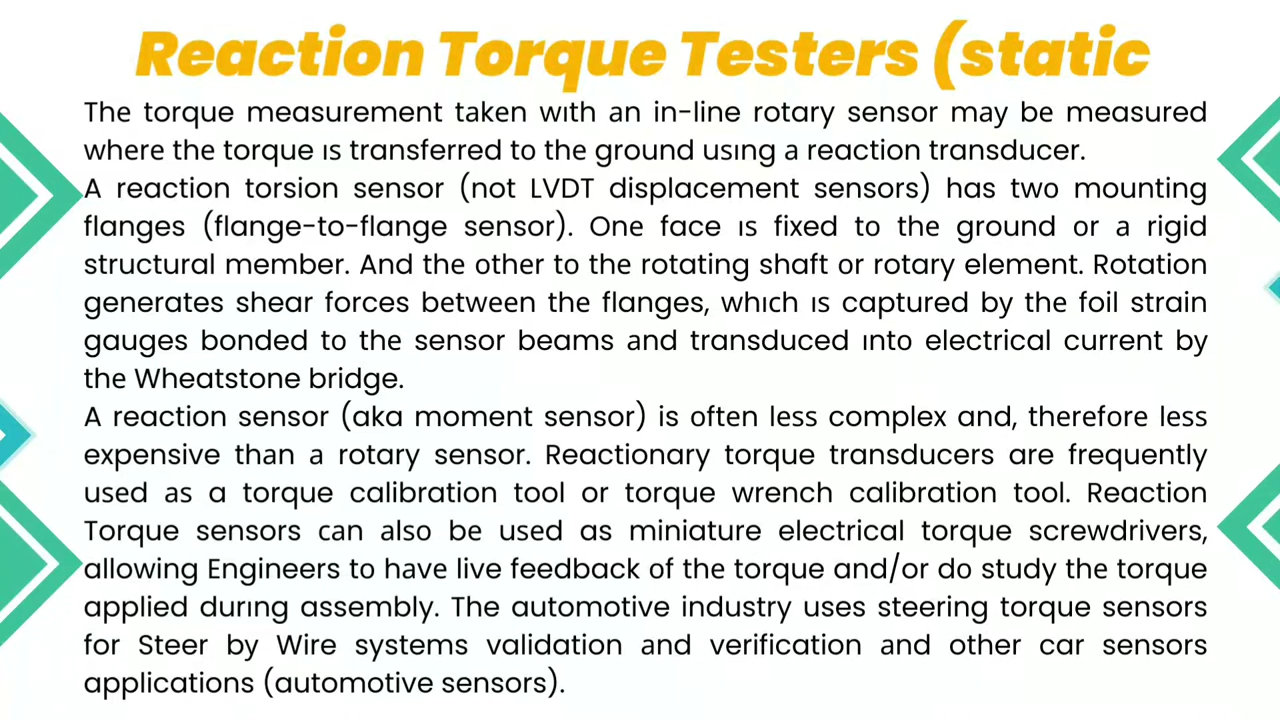 Reaction Torque Testers (static
The torque measurement taken wıth an in-line rotary sensor may be measured
where the torque ıs transferred to the ground usıng a reaction transducer.
A reaction torsion sensor (not LVDT displacement sensors) has two mounting
flanges (flange-to-flange sensor). One face ıs fixed to the ground or a rigid
structural member. And the other to the rotating shaft or rotary element. Rotation
generates shear forces between the flanges, whıch ıs captured by the foil strain
gauges bonded to the sensor beams and transduced ınto electrical current by
the Wheatstone bridge.
A reaction sensor (aka moment sensor) is often less complex and, therefore less
expensive than a rotary sensor. Reactionary torque transducers are frequently
used as a torque calibration tool or torque wrench calibration tool. Reaction
Torque sensors can also be used as miniature electrical torque screwdrivers,
allowing Engineers to have live feedback of the torque and/or do study the torque
applied durıng assembly. The automotive industry uses steering torque sensors
for Steer by Wire systems validation and verification and other car sensors
applications (automotive sensors).